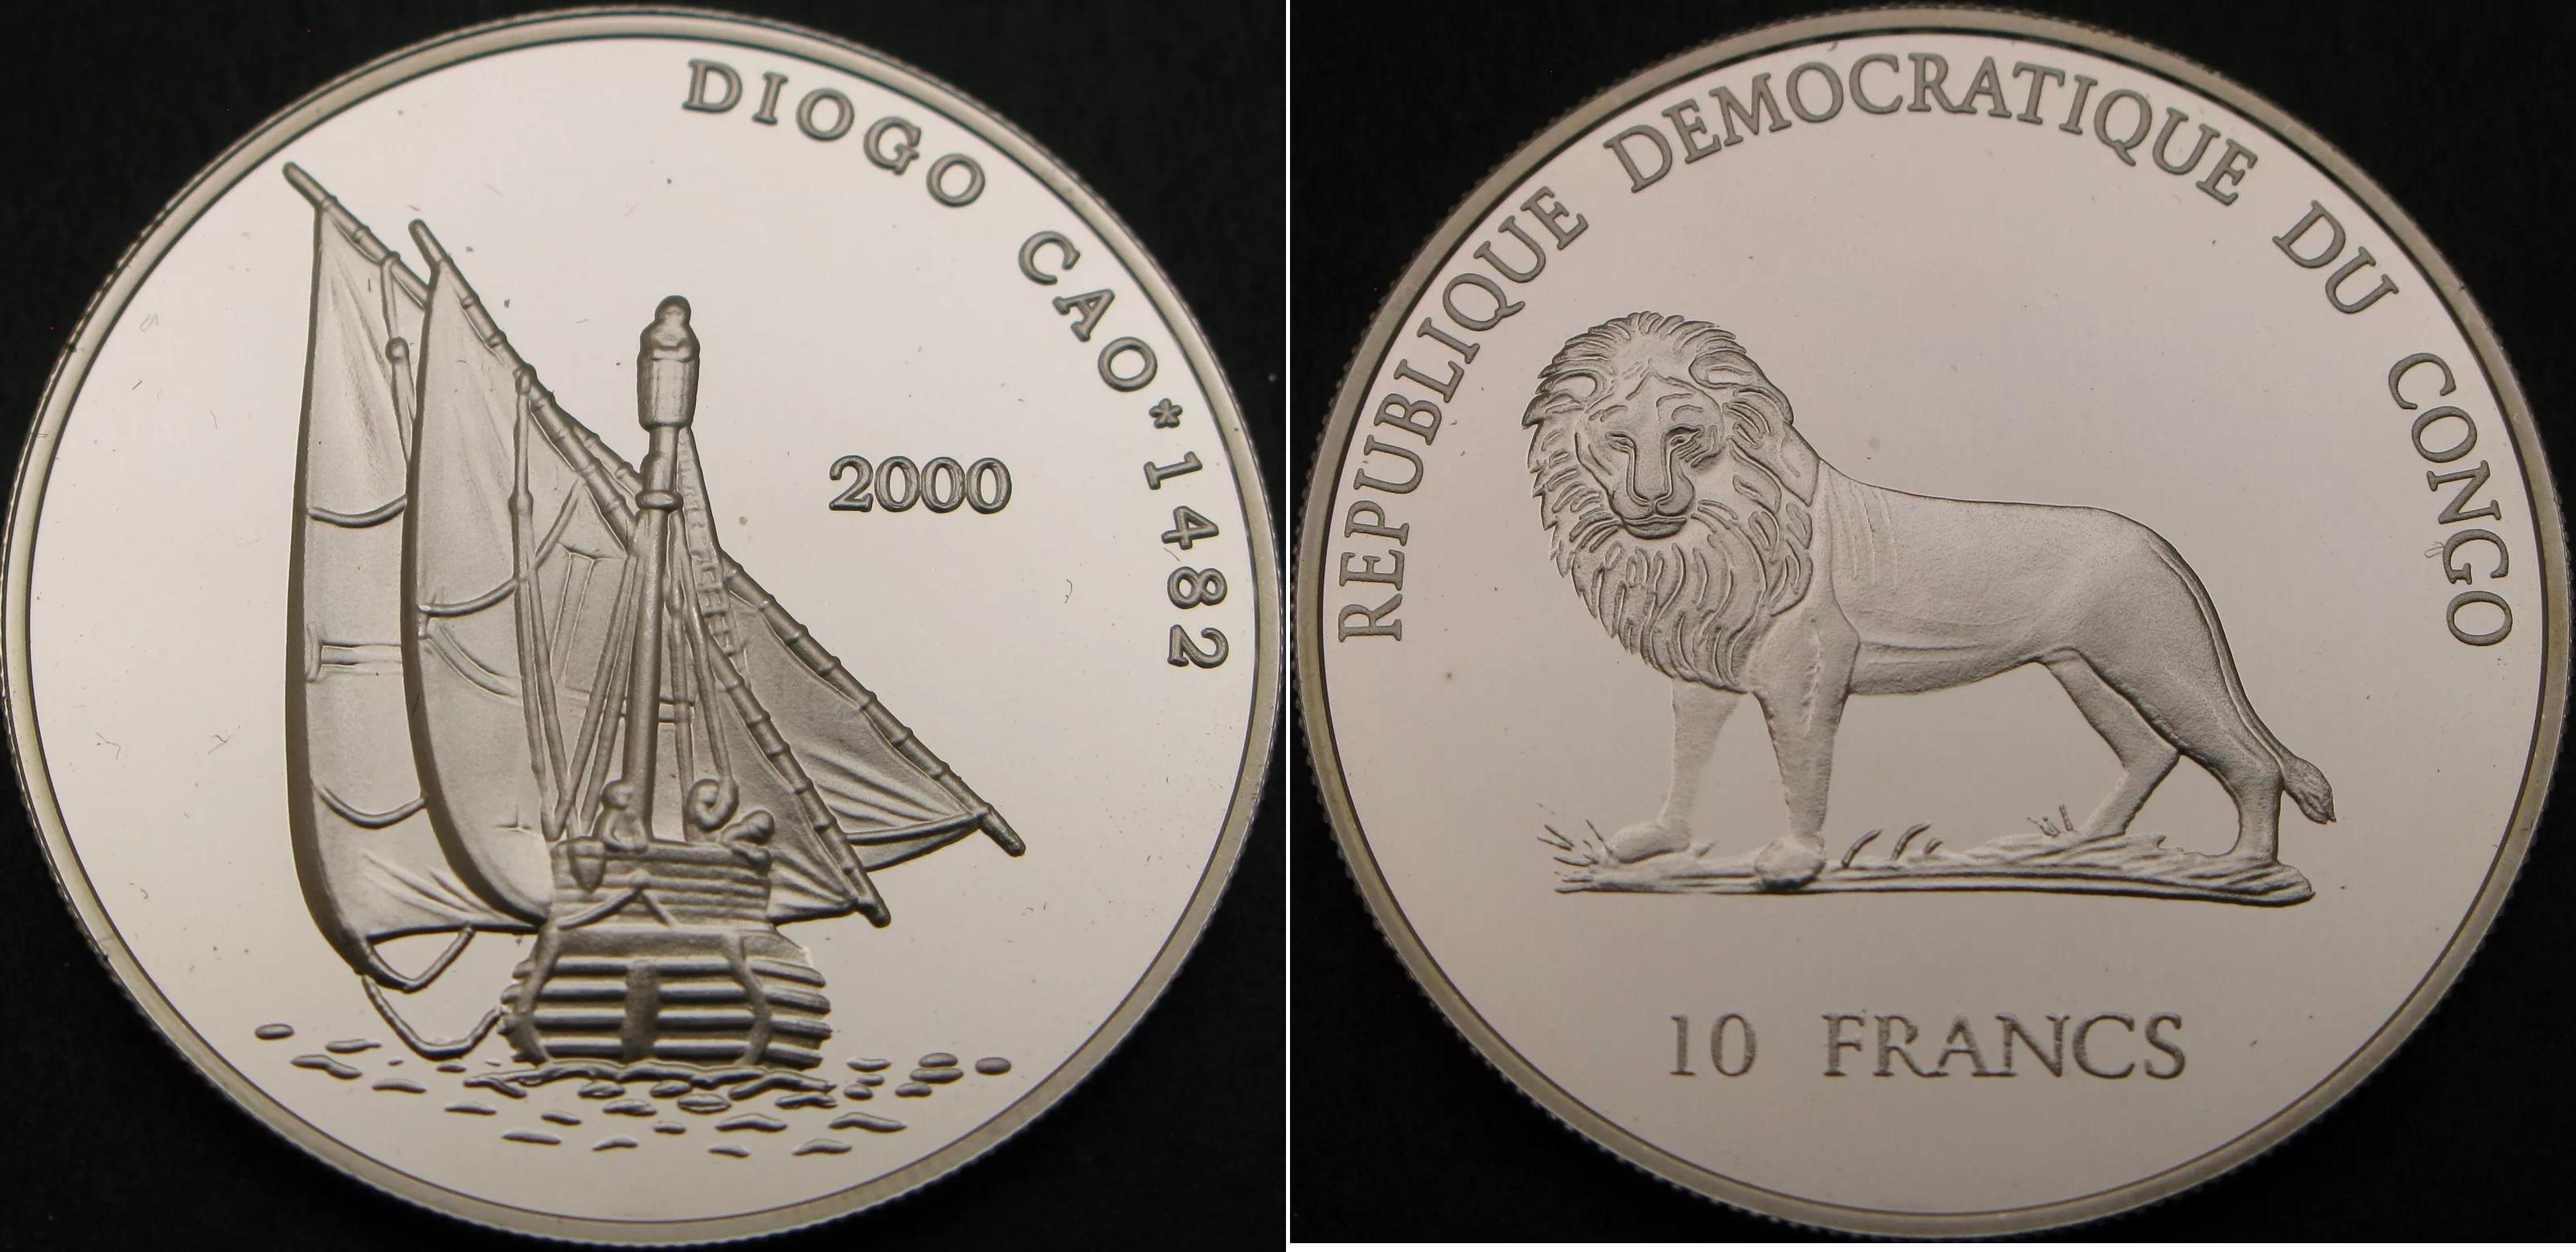 DIOGO CAO*1482
2000
REPUBLIQUE DEMOCRATIQUE DU CONGO
10 FRANCS